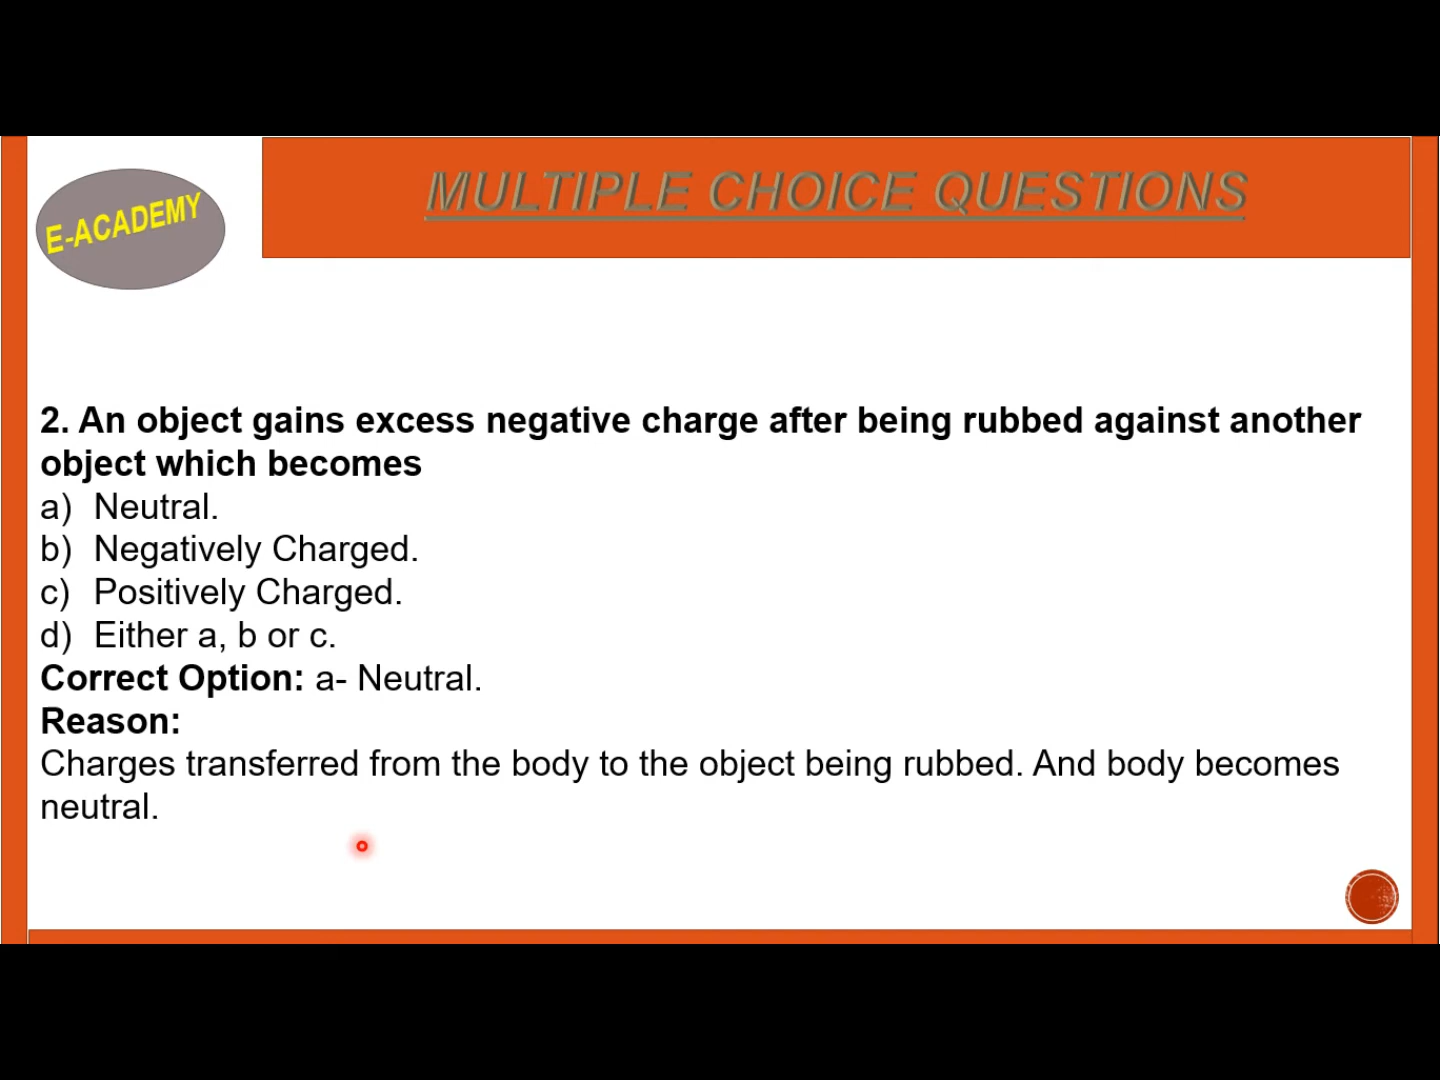 E-ACADEMY
MULTIPLE CHOICE QUESTIONS
2. An object gains excess negative charge after being rubbed against another
object which becomes
a) Neutral.
b) Negatively Charged.
c) Positively Charged.
d) Either a, b or c.
Correct Option: a- Neutral.
Reason:
Charges transferred from the body to the object being rubbed. And body becomes
neutral.